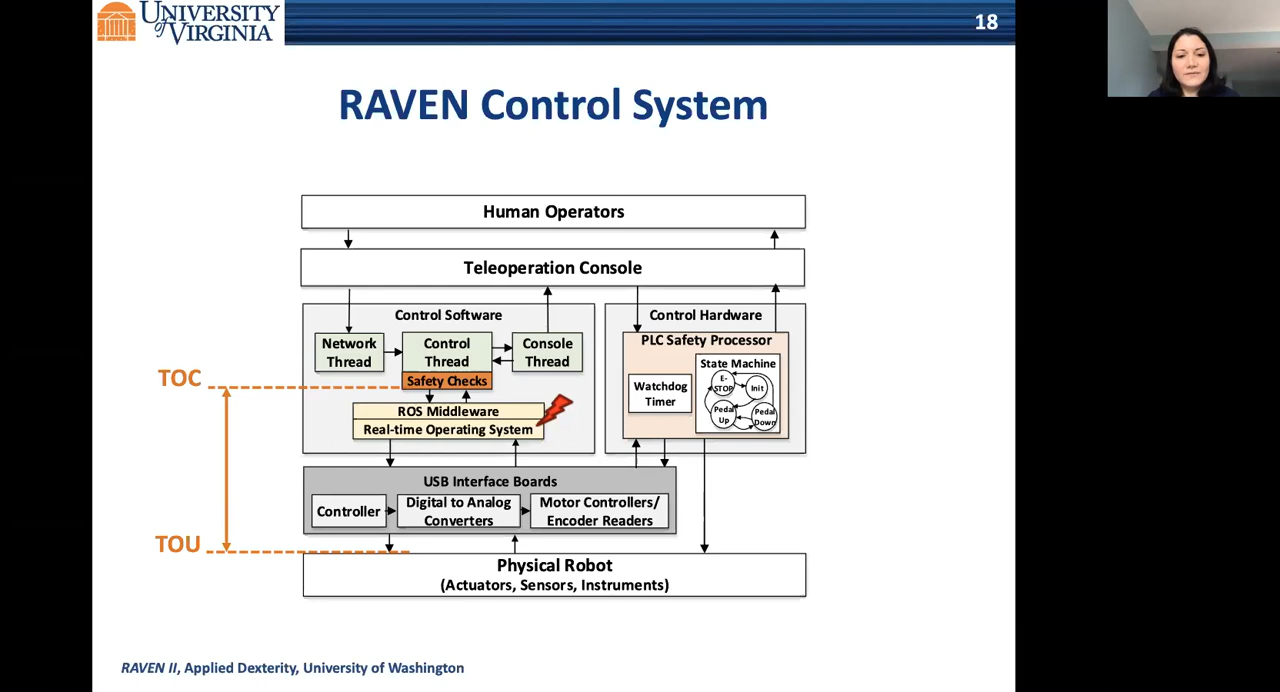 UNIVERSITY
of VIRGINIA
18
RAVEN Control System
Human Operators
Teleoperation Console
Control Software
Network
Thread
Control
Thread
Console
Thread
Safety Checks
ROS Middleware
Real-time Operating System
Control Hardware
PLC Safety Processor
Watchdog
Timer
State Machine
E-
STOP
Init
Pedal
Up
Pedal
Down
TOC
TOU
USB Interface Boards
Controller
Digital to Analog
Converters
Motor Controllers/
Encoder Readers
Physical Robot
(Actuators, Sensors, Instruments)
RAVEN II, Applied Dexterity, University of Washington